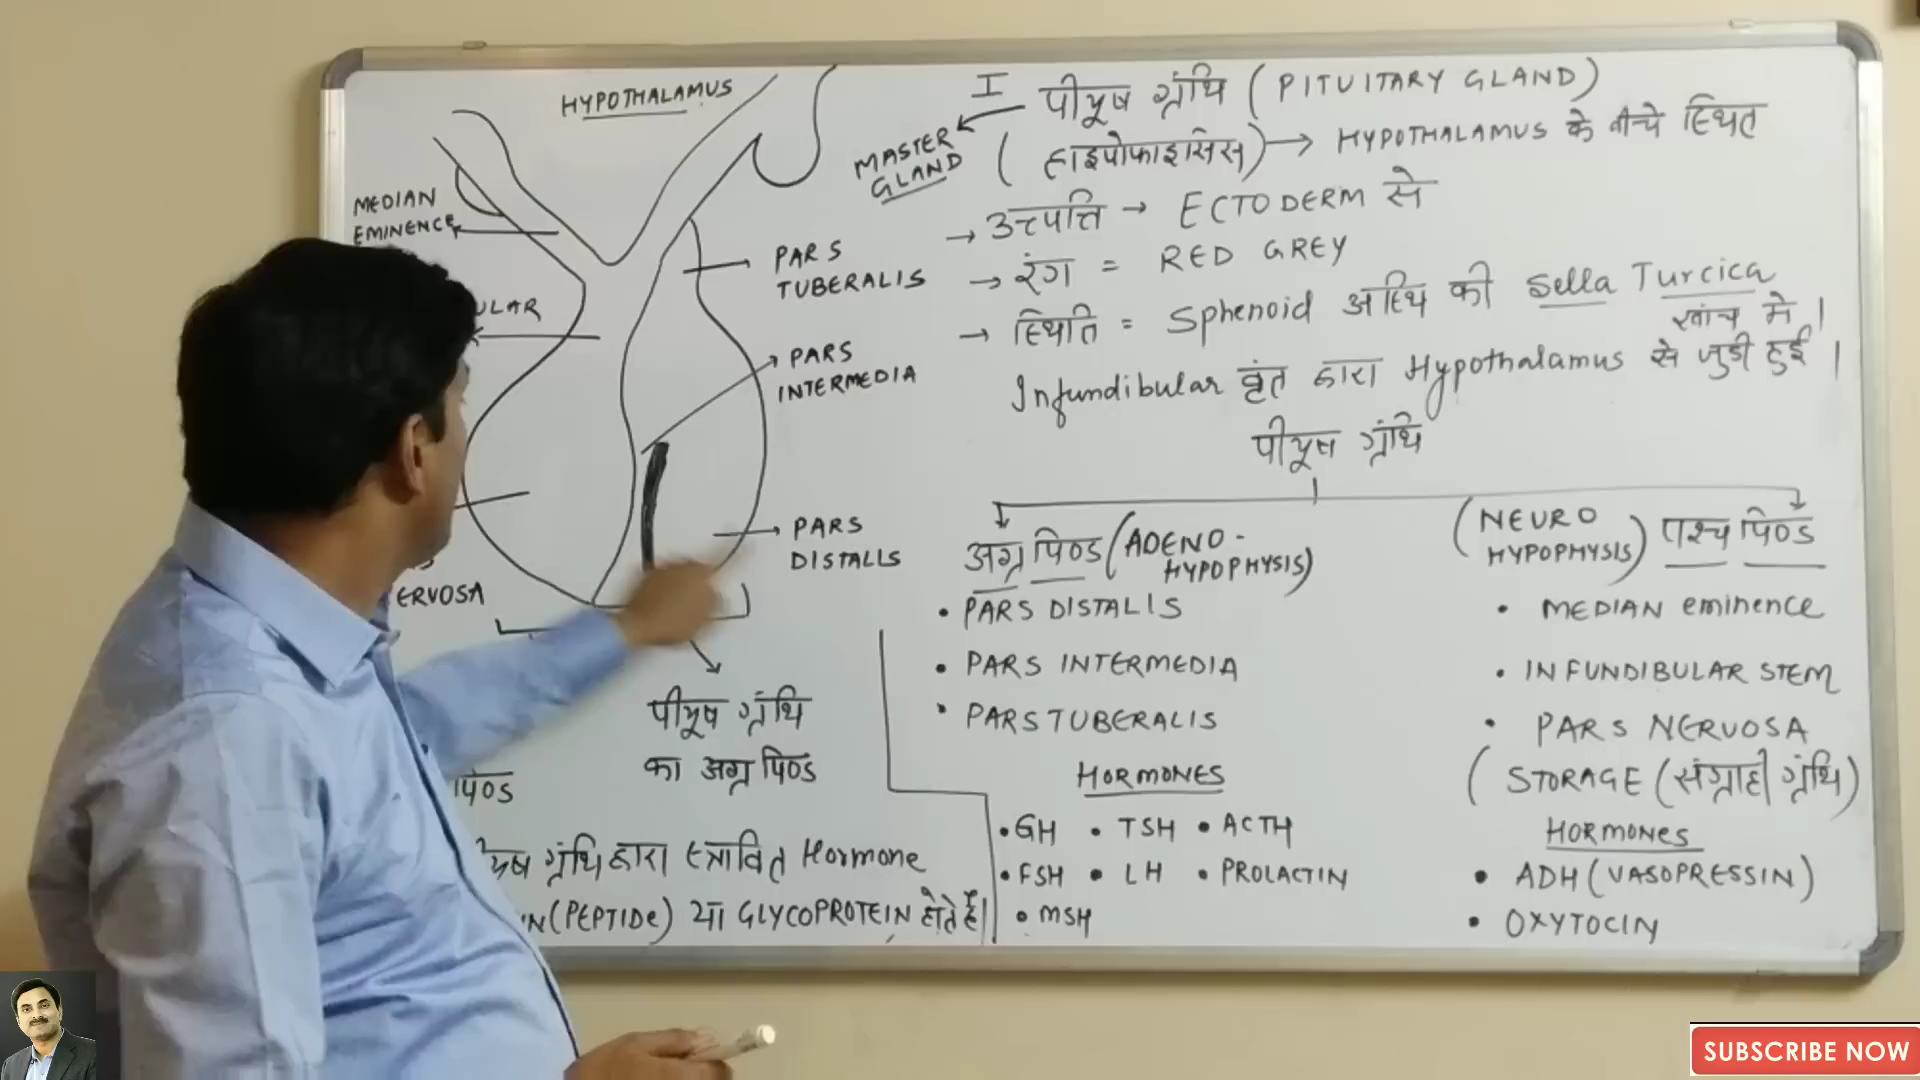 HYPOTHALAMUS
MEDIAN
EMINENCE
ULAR
ERVOSA
PARS
TUBERALIS
PARS
INTERMEDIA
PARS
DISTALLS
पीयूष ग्रंथि
का अग्र पिण्ड
पिण्ड
ग्रंथि द्वारा स्त्रावित Hormone
IN (PEPTIDE) या GLYCOPROTEIN होते है।
I पीयूष ग्रंथि (PITUITARY GLAND)
MASTER
GLAND
(हाइपोफाइसिस) → HYPOTHALAMUS के नीचे स्थित
→ उत्त्पत्ति → ECTODERM से
→ रंग = RED GREY
→ स्थिति = Sphenoid अस्थि की Sella Turcica
खांच मे।
Infundibular वृंत द्वारा Hypothalamus से जुडी हुई।
पीयूष ग्रंथि
अग्र पिण्ड (ADENO-
HYPOPHYSIS)
• PARS DISTALIS
• PARS INTERMEDIA
• PARS TUBERALIS
HORMONES
• GH • TSH • ACTH
• FSH • LH • PROLACTIN
• MSH
(NEURO
HYPOPHYSIS) पश्च पिण्ड
• MEDIAN eminence
• INFUNDIBULAR STEM
• PARS NERVOSA
(STORAGE (संग्राही ग्रंथि)
HORMONES
• ADH (VASOPRESSIN)
• OXYTOCIN
SUBSCRIBE NOW